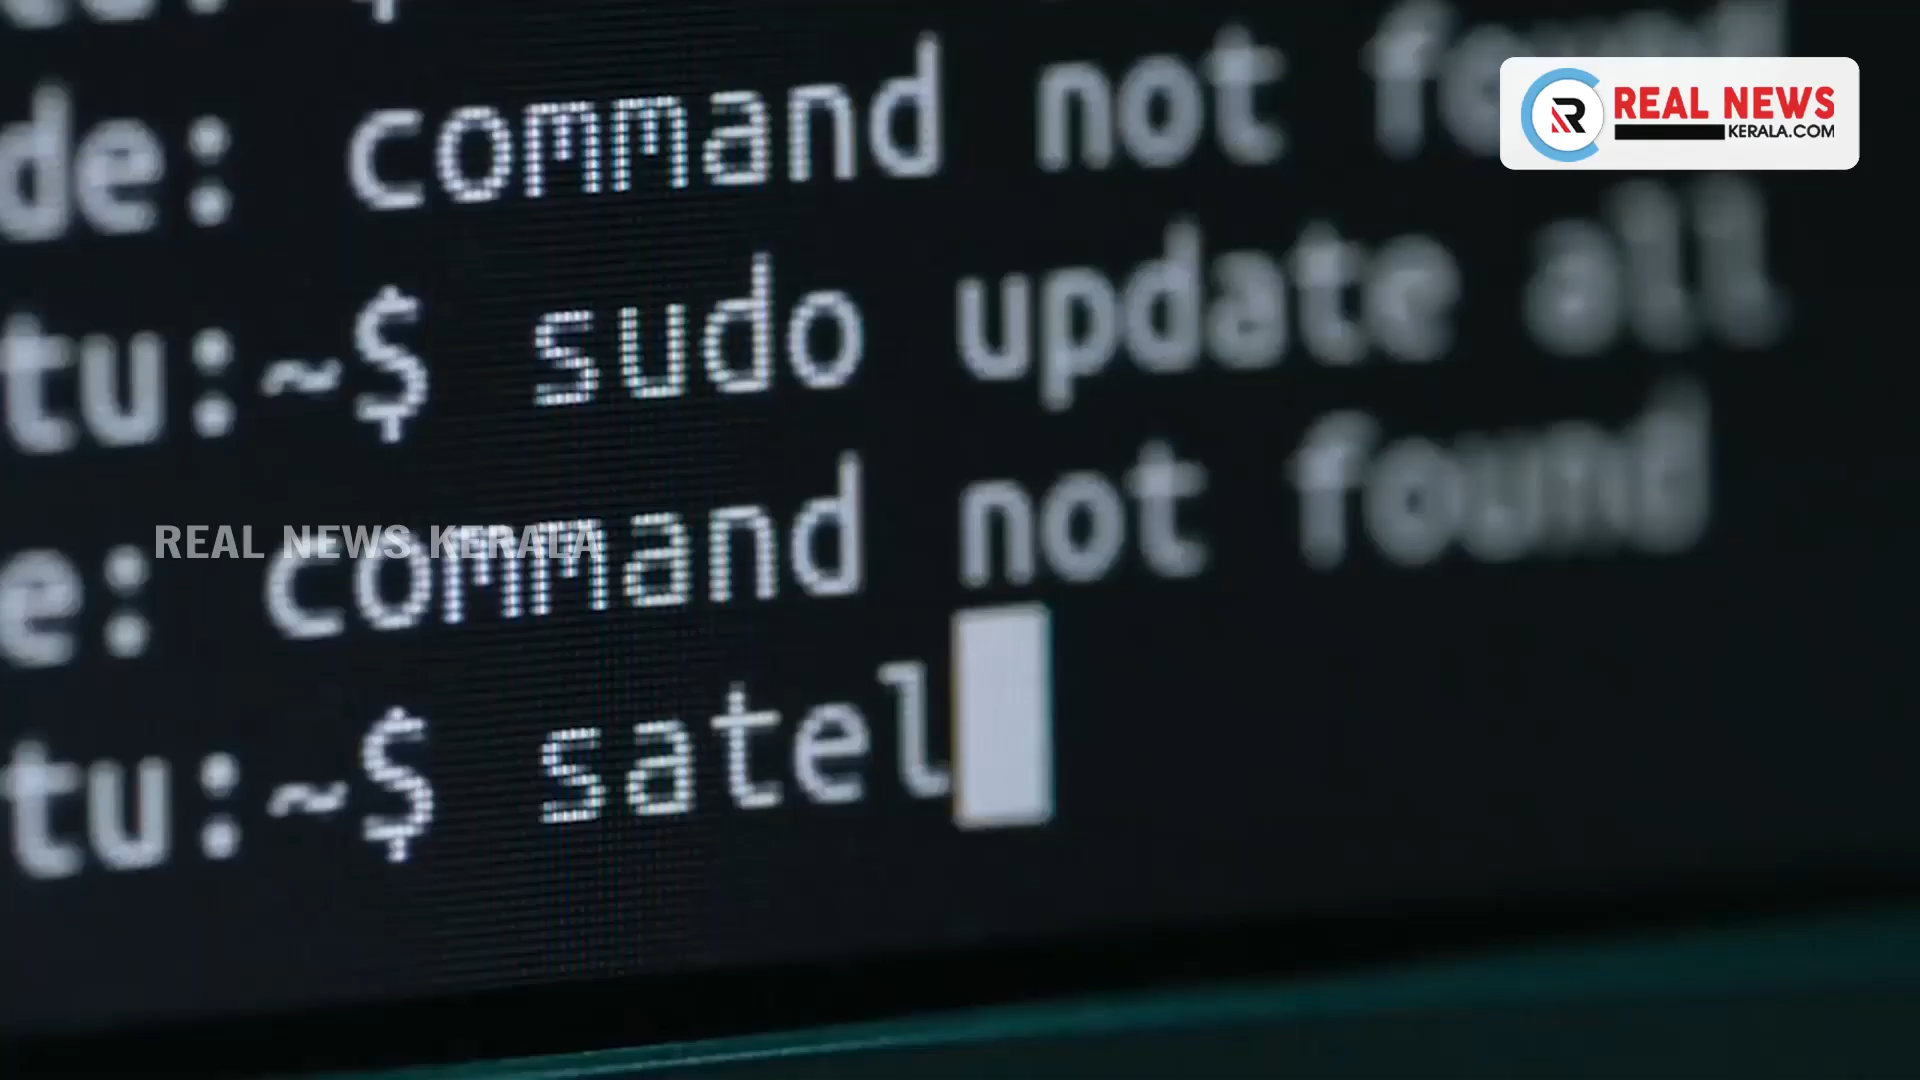 de: command not found
REAL NEWS
KERALA.COM
tu:~$ sudo update all
REAL NEWS KERALA
e: command not found
tu:~$ satel